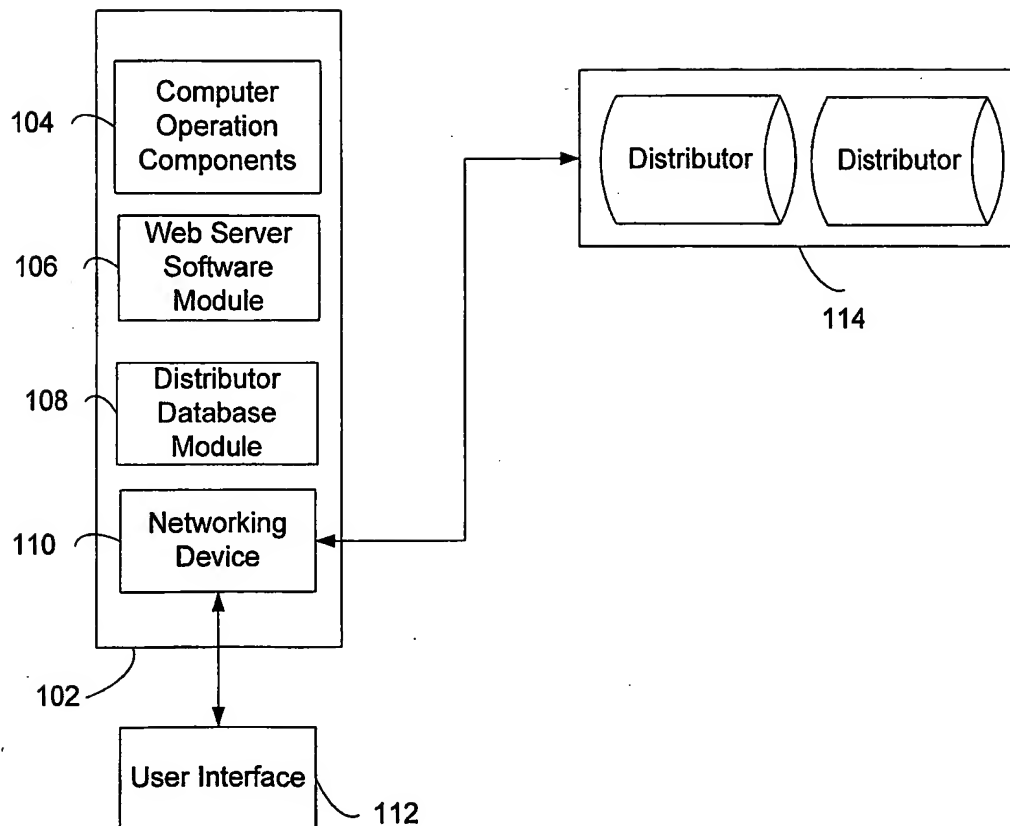 104
Computer
Operation
Components
106
Web Server
Software
Module
108
Distributor
Database
Module
110
Networking
Device
102
User Interface
112
Distributor
Distributor
114